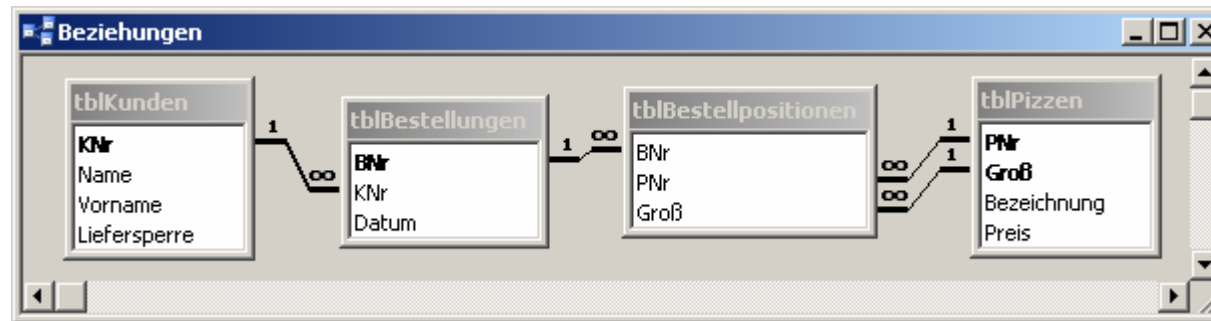 Beziehungen
tblKunden
KNr
Name
Vorname
Liefersperre
1
∞
tblBestellungen
BNr
KNr
Datum
1
∞
tblBestellpositionen
BNr
PNr
Groß
∞
∞
1
1
tblPizzen
PNr
Groß
Bezeichnung
Preis